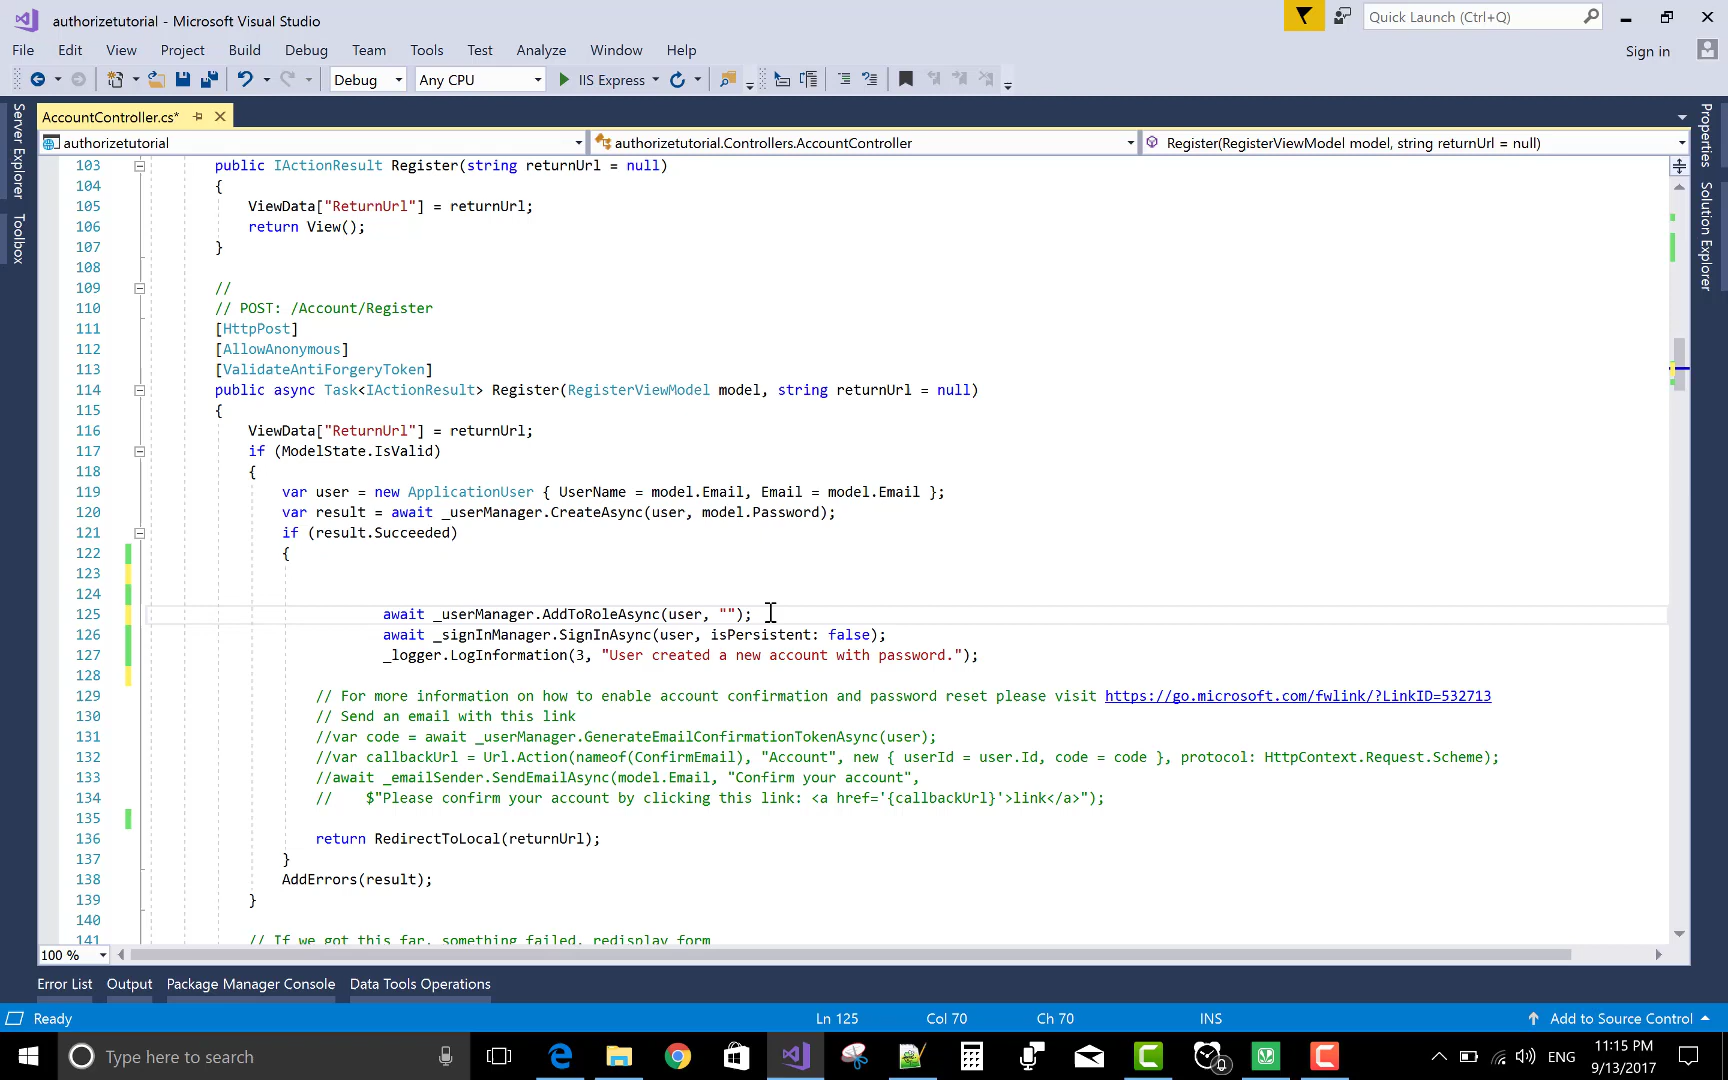 authorizetutorial - Microsoft Visual Studio
Quick Launch (Ctrl+Q)
File Edit View Project Build Debug Team Tools Test Analyze Window Help
Sign in
Debug Any CPU IIS Express
AccountController.cs*
authorizetutorial authorizetutorial.Controllers.AccountController Register(RegisterViewModel model, string returnUrl = null)
Server Explorer
Toolbox
Properties
Solution Explorer
103 public IActionResult Register(string returnUrl = null)
104 {
105 ViewData["ReturnUrl"] = returnUrl;
106 return View();
107 }
108
109 //
110 // POST: /Account/Register
111 [HttpPost]
112 [AllowAnonymous]
113 [ValidateAntiForgeryToken]
114 public async Task<IActionResult> Register(RegisterViewModel model, string returnUrl = null)
115 {
116 ViewData["ReturnUrl"] = returnUrl;
117 if (ModelState.IsValid)
118 {
119 var user = new ApplicationUser { UserName = model.Email, Email = model.Email };
120 var result = await _userManager.CreateAsync(user, model.Password);
121 if (result.Succeeded)
122 {
123
124
125 await _userManager.AddToRoleAsync(user, "");
126 await _signInManager.SignInAsync(user, isPersistent: false);
127 _logger.LogInformation(3, "User created a new account with password.");
128
129 // For more information on how to enable account confirmation and password reset please visit https://go.microsoft.com/fwlink/?LinkID=532713
130 // Send an email with this link
131 //var code = await _userManager.GenerateEmailConfirmationTokenAsync(user);
132 //var callbackUrl = Url.Action(nameof(ConfirmEmail), "Account", new { userId = user.Id, code = code }, protocol: HttpContext.Request.Scheme);
133 //await _emailSender.SendEmailAsync(model.Email, "Confirm your account",
134 // $"Please confirm your account by clicking this link: <a href='{callbackUrl}'>link</a>");
135
136 return RedirectToLocal(returnUrl);
137 }
138 AddErrors(result);
139 }
140
141 // If we got this far, something failed, redisplay form
100 %
Error List Output Package Manager Console Data Tools Operations
Ready Ln 125 Col 70 Ch 70 INS Add to Source Control
Type here to search
ENG
11:15 PM
9/13/2017